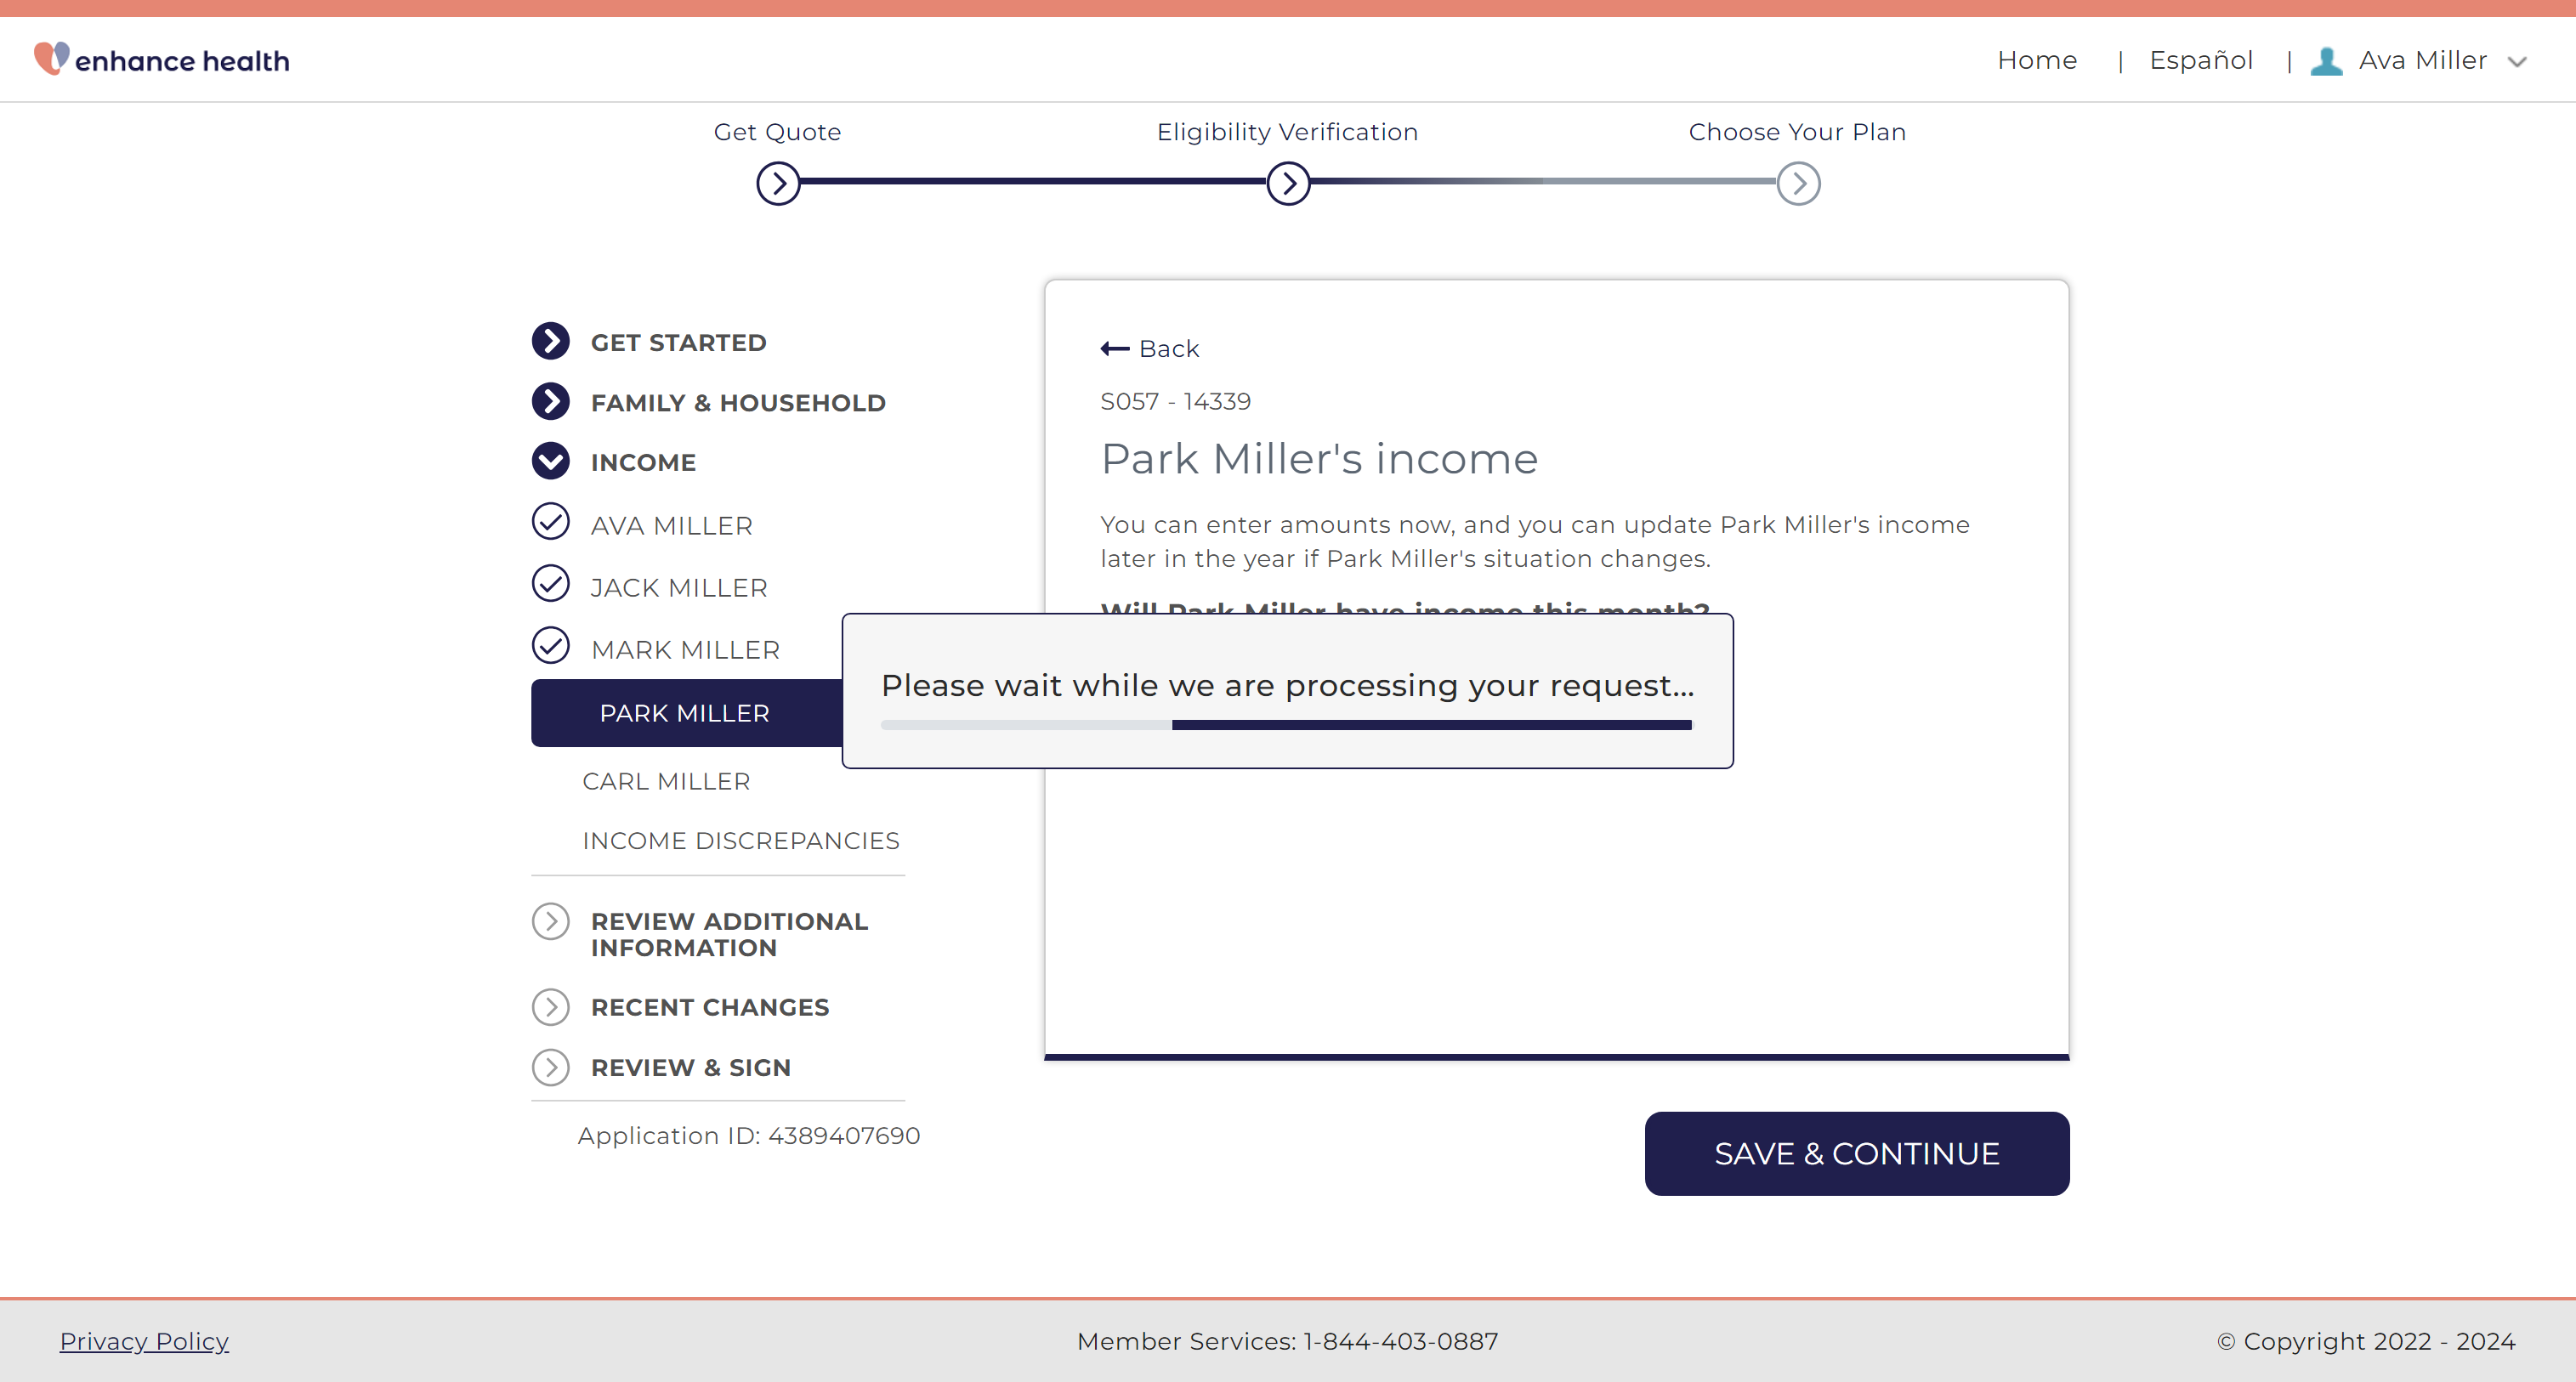 enhance health
Home | Español | Ava Miller
Get Quote
Eligibility Verification
Choose Your Plan
GET STARTED
FAMILY & HOUSEHOLD
INCOME
AVA MILLER
JACK MILLER
MARK MILLER
PARK MILLER
CARL MILLER
INCOME DISCREPANCIES
REVIEW ADDITIONAL
INFORMATION
RECENT CHANGES
REVIEW & SIGN
Application ID: 4389407690
Back
S057 - 14339
Park Miller's income
You can enter amounts now, and you can update Park Miller's income
later in the year if Park Miller's situation changes.
Will Park Miller have income this month?
Please wait while we are processing your request...
SAVE & CONTINUE
Privacy Policy
Member Services: 1-844-403-0887
© Copyright 2022 - 2024